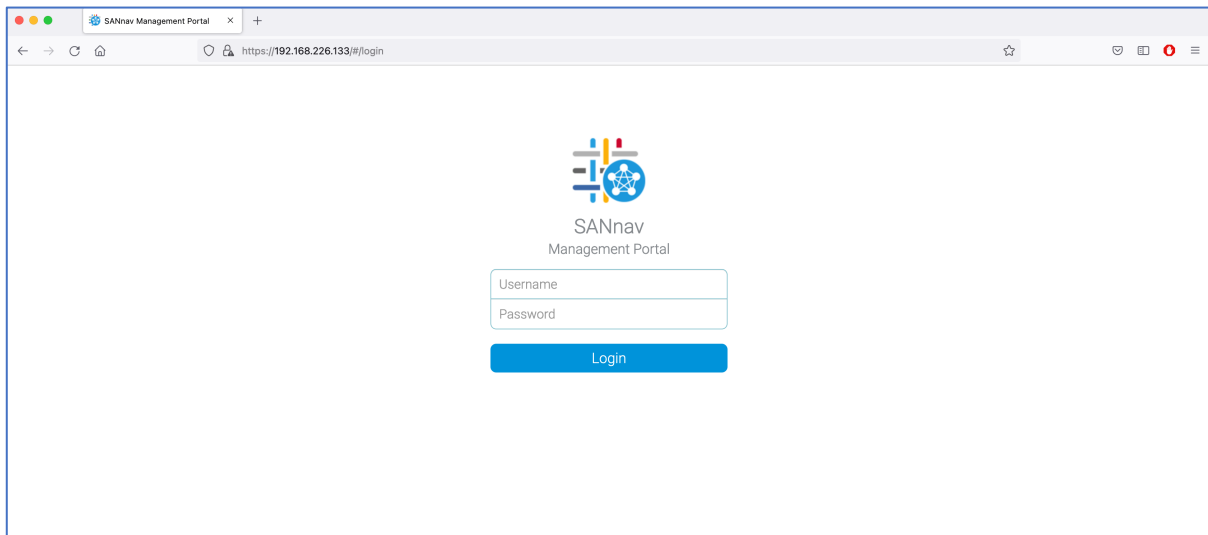 SANnav Management Portal
https://192.168.226.133/#/login
SANnav
Management Portal
Username
Password
Login